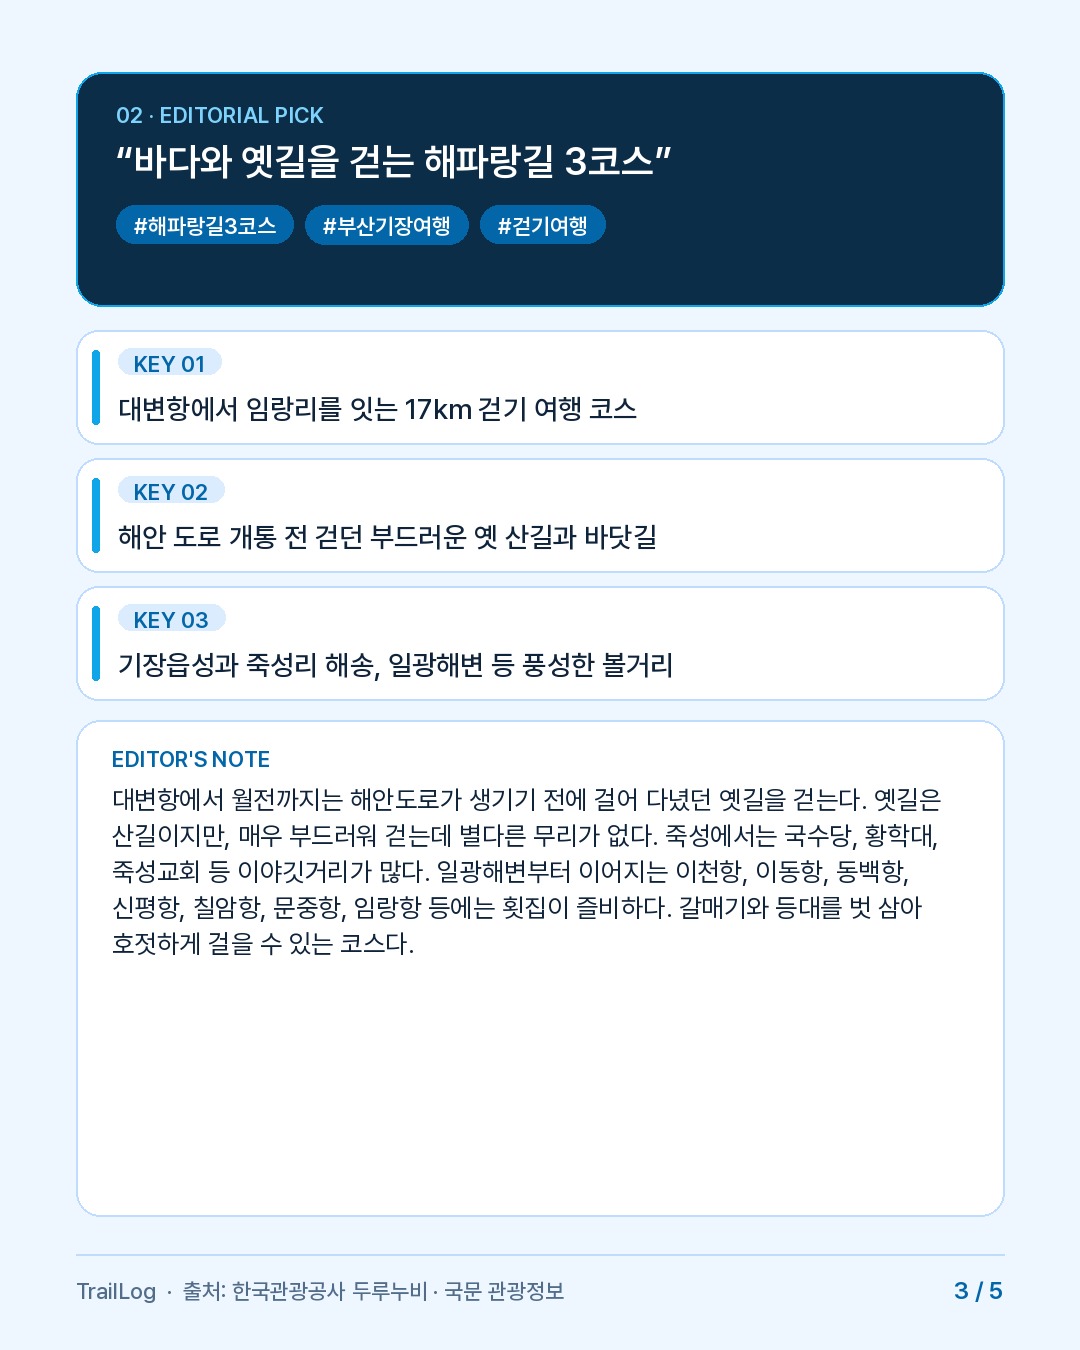 02 · EDITORIAL PICK
“바다와 옛길을 걷는 해파랑길 3코스”
#해파랑길3코스 #부산기장여행 #걷기여행
KEY 01
대변항에서 임랑리를 잇는 17km 걷기 여행 코스
KEY 02
해안 도로 개통 전 걷던 부드러운 옛 산길과 바닷길
KEY 03
기장읍성과 죽성리 해송, 일광해변 등 풍성한 볼거리
EDITOR'S NOTE
대변항에서 월전까지는 해안도로가 생기기 전에 걸어 다녔던 옛길을 걷는다. 옛길은
산길이지만, 매우 부드러워 걷는데 별다른 무리가 없다. 죽성에서는 국수당, 황학대,
죽성교회 등 이야깃거리가 많다. 일광해변부터 이어지는 이천항, 이동항, 동백항,
신평항, 칠암항, 문중항, 임랑항 등에는 횟집이 즐비하다. 갈매기와 등대를 벗 삼아
호젓하게 걸을 수 있는 코스다.
TrailLog · 출처: 한국관광공사 두루누비 · 국문 관광정보
3 / 5